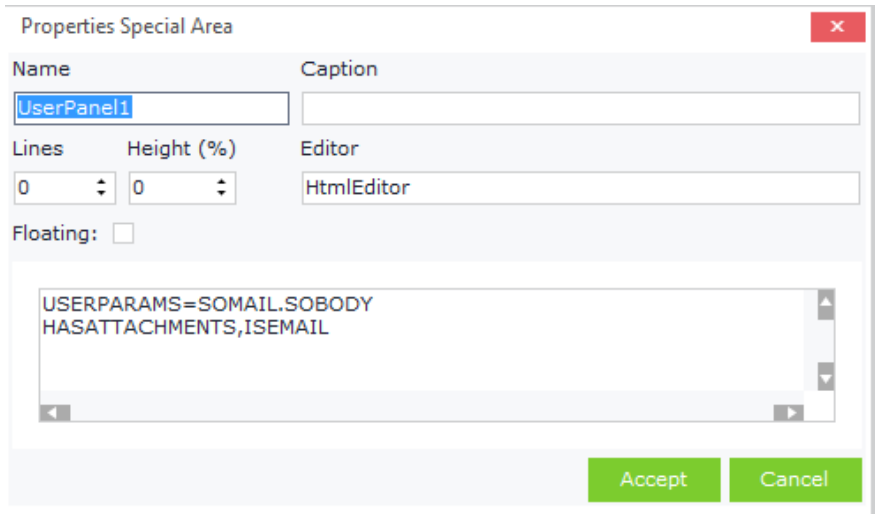 Properties Special Area
Name Caption
UserPanel1
Lines Height (%) Editor
0 0 HtmlEditor
Floating:
USERPARAMS=SOMAIL.SOBODY
HASATTACHMENTS,ISEMAIL
Accept Cancel